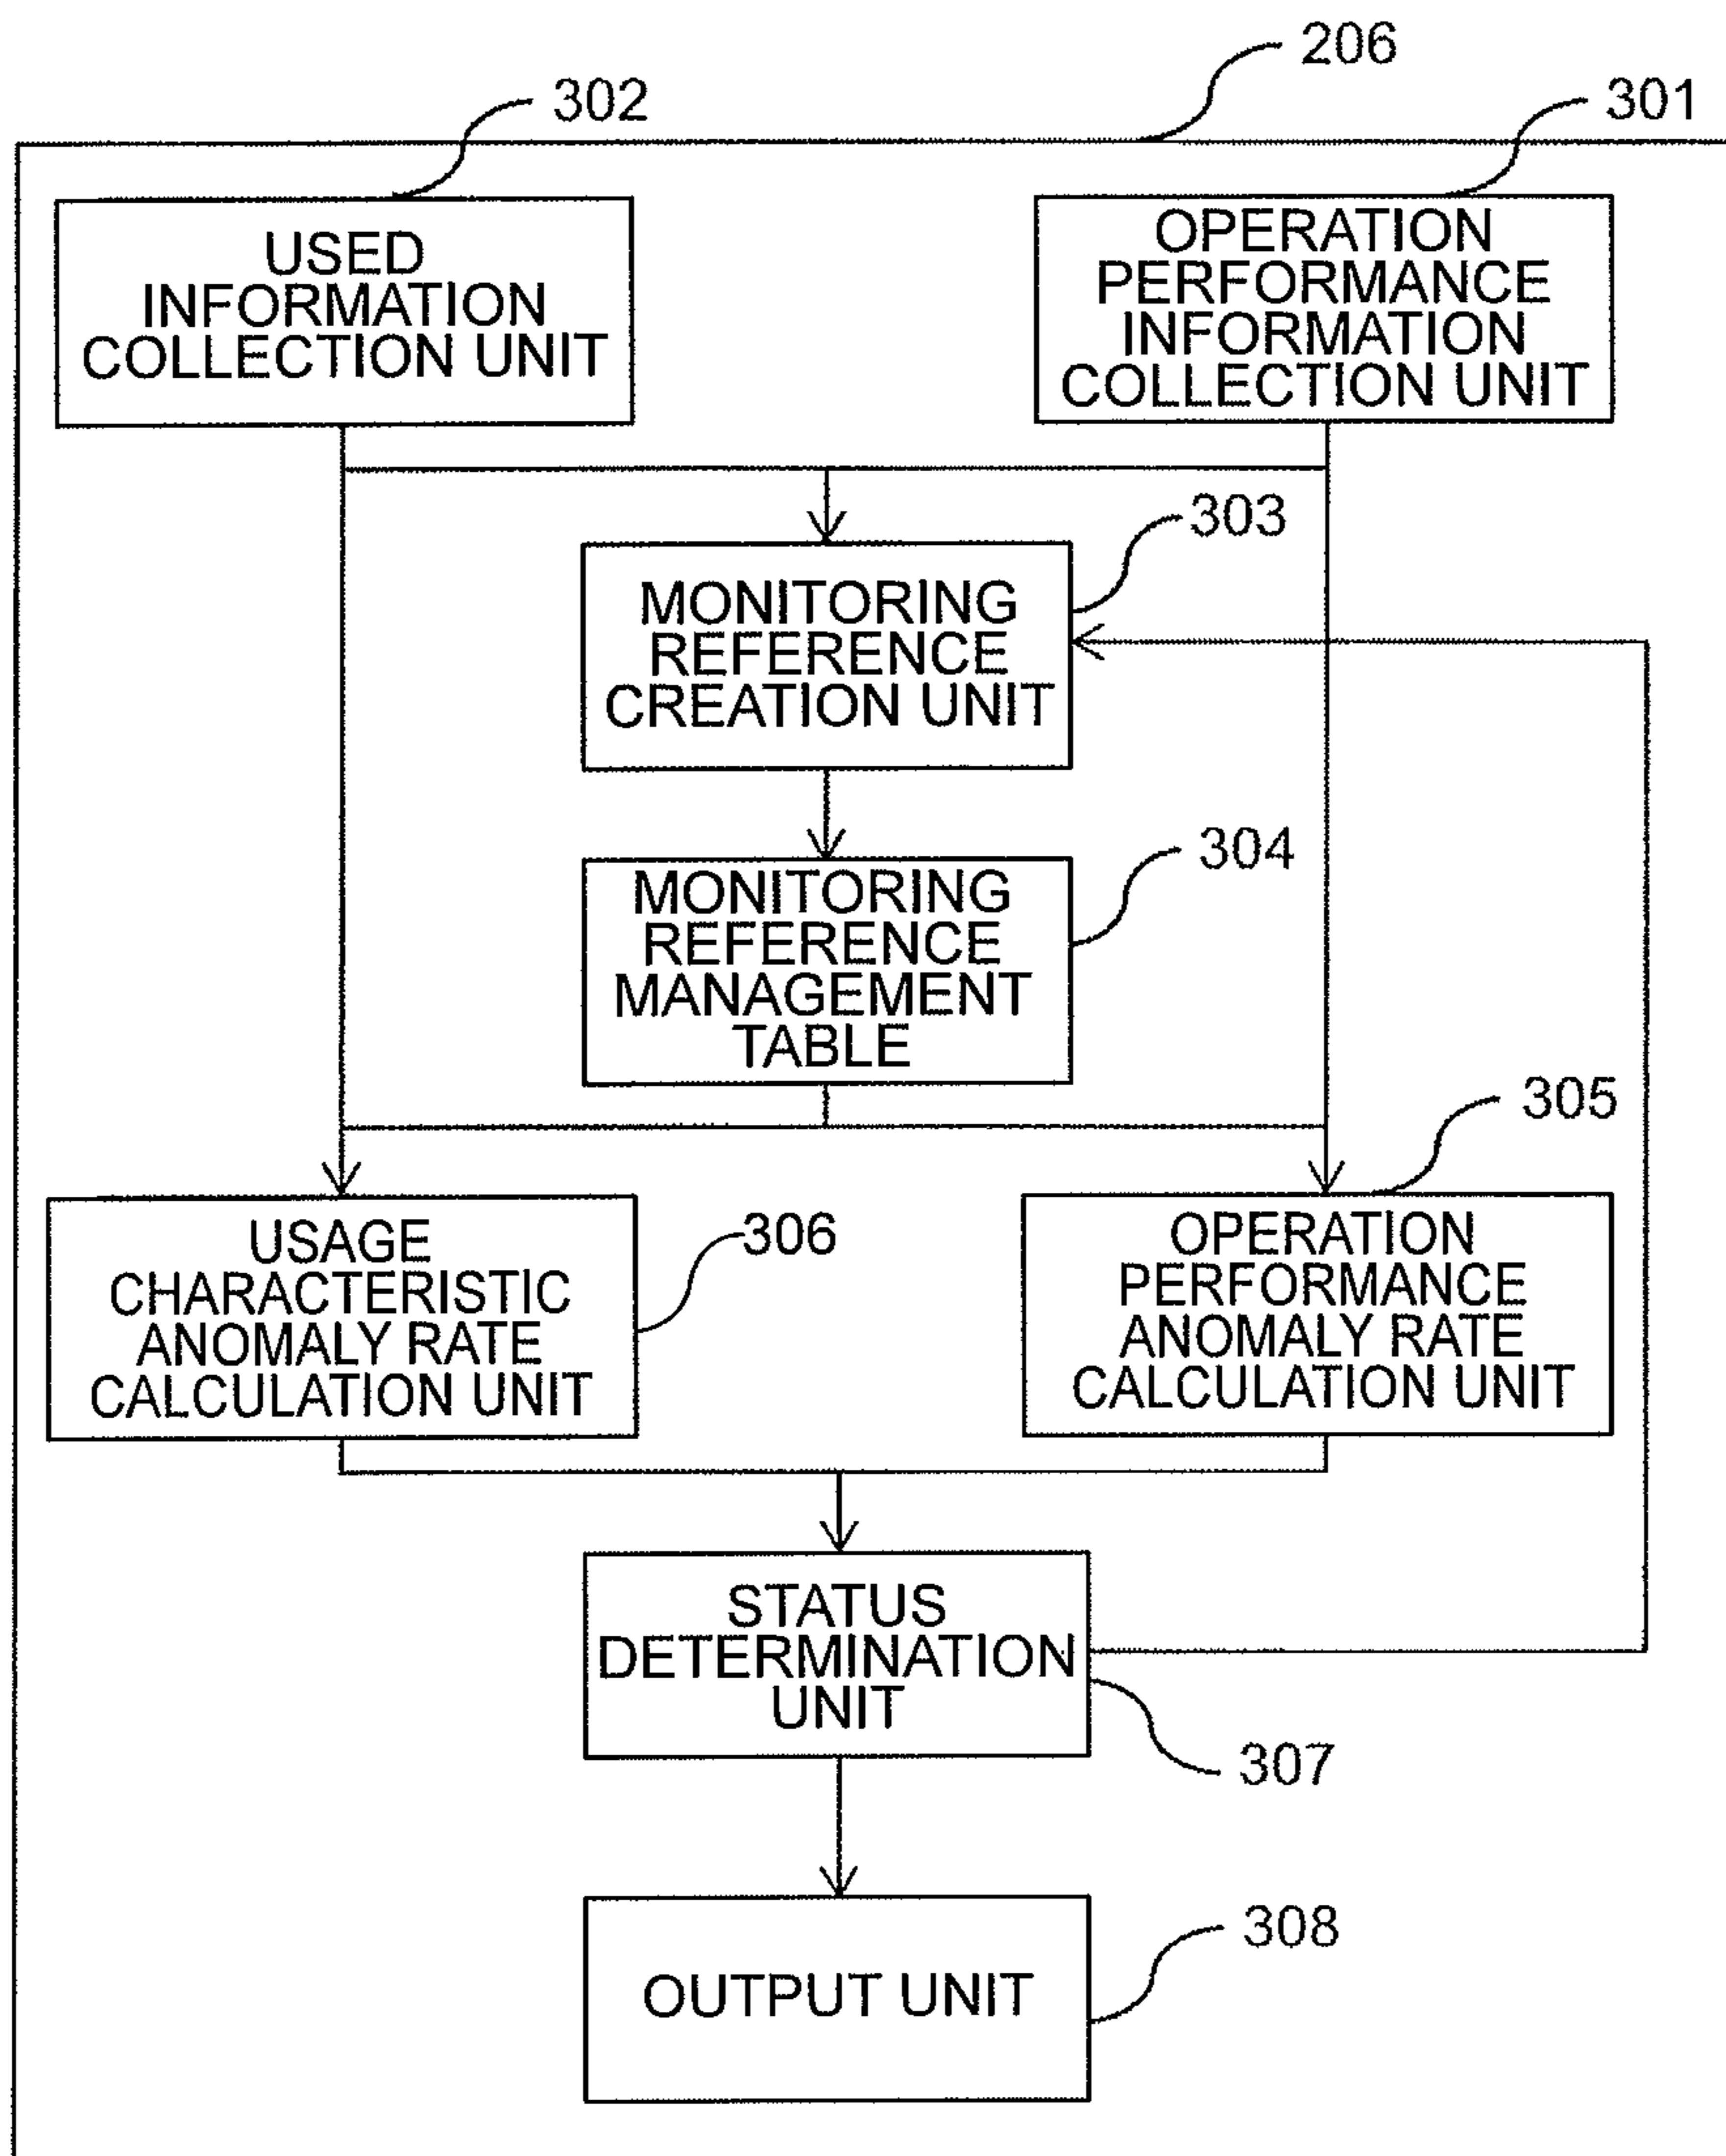 206
302
301
USED
INFORMATION
COLLECTION UNIT
OPERATION
PERFORMANCE
INFORMATION
COLLECTION UNIT
303
MONITORING
REFERENCE
CREATION UNIT
304
MONITORING
REFERENCE
MANAGEMENT
TABLE
305
306
USAGE
CHARACTERISTIC
ANOMALY RATE
CALCULATION UNIT
OPERATION
PERFORMANCE
ANOMALY RATE
CALCULATION UNIT
STATUS
DETERMINATION
UNIT
307
308
OUTPUT UNIT